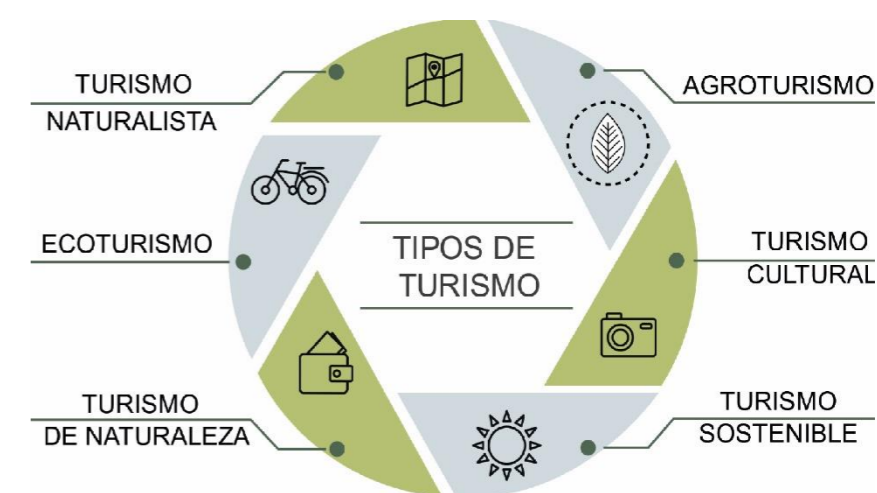 TURISMO
NATURALISTA
AGROTURISMO
ECOTURISMO
TIPOS DE
TURISMO
TURISMO
CULTURAL
TURISMO
DE NATURALEZA
TURISMO
SOSTENIBLE